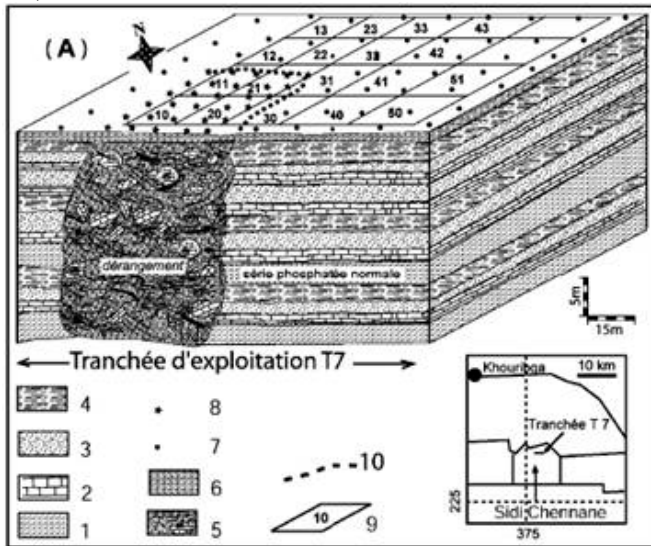 (A)
N
13 23 33 43
12 22 32 42
11 21 31 41 51
10 20 30 40 50
dérangement
série phosphatée normale
5m
15m
Tranchée d'exploitation T7
4
3
2
1
8
7
6
5
10
10
9
Khouribga
10 km
Tranchée T 7
225
Sidi Chennane
375